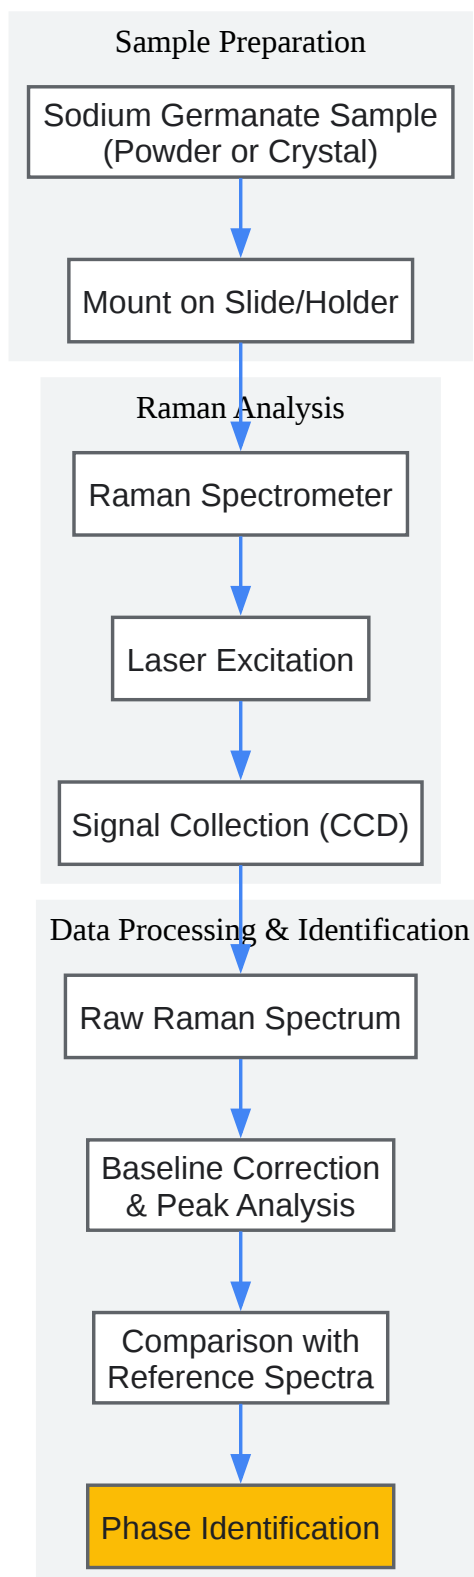 Sample Preparation
Sodium Germanate Sample
(Powder or Crystal)
Mount on Slide/Holder
Raman Analysis
Raman Spectrometer
Laser Excitation
Signal Collection (CCD)
Data Processing & Identification
Raw Raman Spectrum
Baseline Correction
& Peak Analysis
Comparison with
Reference Spectra
Phase Identification